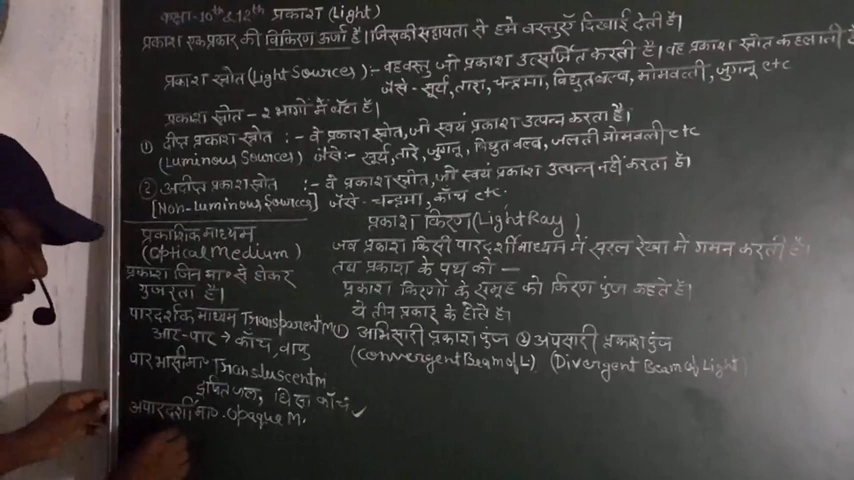 कक्षा-10th & 12th प्रकाश (Light)
प्रकाश एक प्रकार की विकिरण ऊर्जा है। जिसकी सहायता से हमे वस्तुएँ दिखाई देती है।
प्रकाश स्रोत (Light Sources) :- वह वस्तु जो प्रकाश उत्सर्जित करती है। वह प्रकाश स्रोत कहलाती है
जैसे- सूर्य, तारा, चन्द्रमा, विद्युत बल्ब, मोमबत्ती, जुगनू etc
प्रकाश स्रोत - 2 भागों में बँटा है।
① दीप्त प्रकाश स्रोत :- वे प्रकाश स्रोत, जो स्वयं प्रकाश उत्पन्न करता है।
(Luminous Sources) जैसे:- सूर्य, तारे, जुगनू, विद्युत बल्ब, जलती मोमबत्ती etc
② अदीप्त प्रकाश स्रोत :- वे प्रकाश स्रोत, जो स्वयं प्रकाश उत्पन्न नहीं करता है।
[Non-Luminous Sources] जैसे- चन्द्रमा, काँच etc.
प्रकाशिक माध्यम
(Optical Medium)
प्रकाश जिन मा० से होकर
गुजरता है।
पारदर्शक माध्यम Transparent M
आर-पार → काँच, वायु
पारभासी मा० Transluscent M
जल, घिसा काँच
अपारदर्शी मा०. Opaque M.
प्रकाश किरण (Light Ray)
जब प्रकाश किसी पारदर्शी माध्यम में सरल रेखा में गमन करती है।
तब प्रकाश के पथ को —
प्रकाश किरणों के समूह को किरण पुंज कहते है।
ये तीन प्रकार के होते है।
① अभिसारी प्रकाश पुंज ② अपसारी प्रकाश पुंज
(Convergent Beam of L) (Divergent Beam of Light)